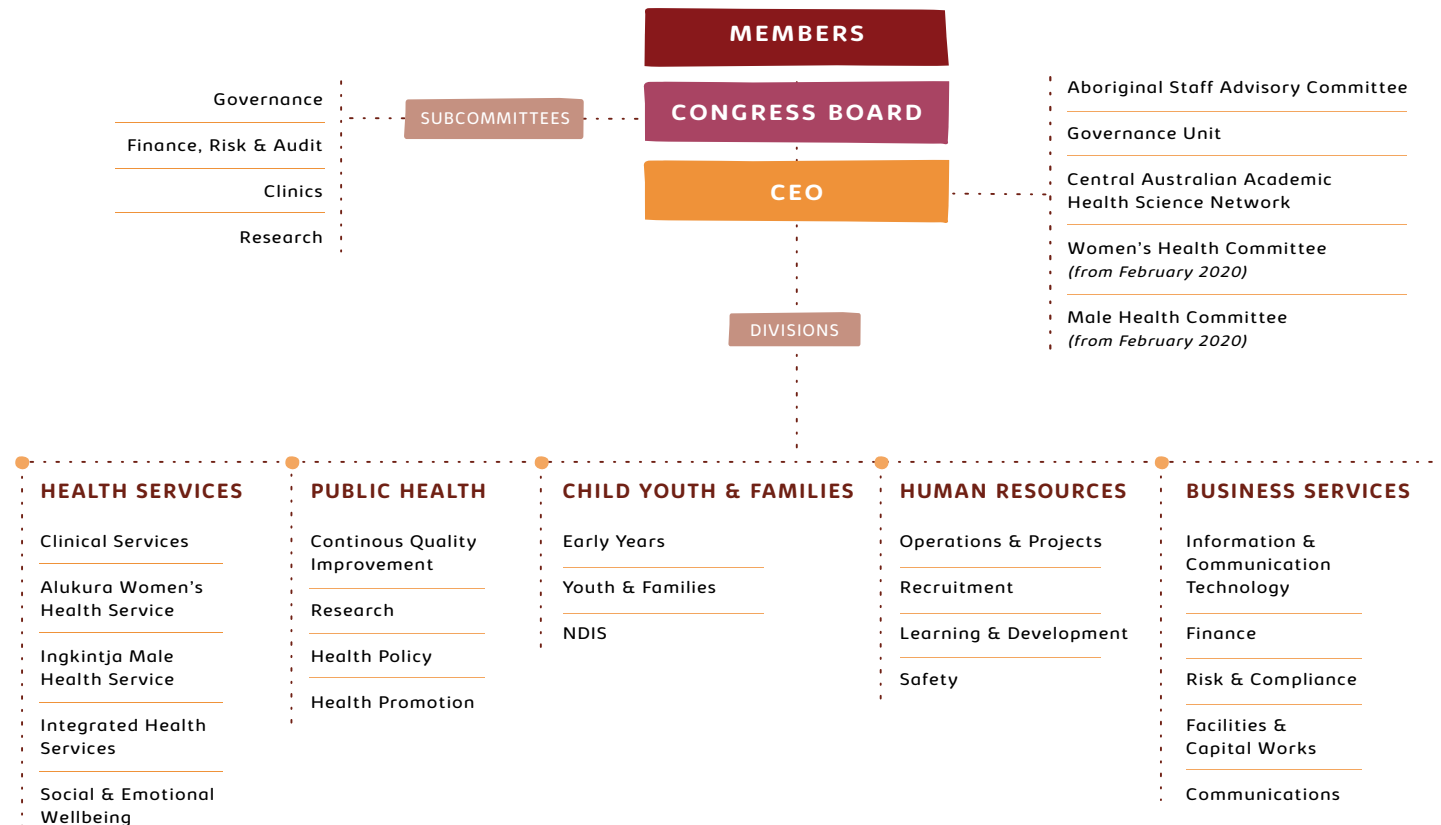 MEMBERS
CONGRESS BOARD
CEO
SUBCOMMITTEES
Governance
Finance, Risk & Audit
Clinics
Research
Aboriginal Staff Advisory Committee
Governance Unit
Central Australian Academic
Health Science Network
Women's Health Committee
(from February 2020)
Male Health Committee
(from February 2020)
DIVISIONS
HEALTH SERVICES
Clinical Services
Alukura Women's
Health Service
Ingkintja Male
Health Service
Integrated Health
Services
Social & Emotional
Wellbeing
PUBLIC HEALTH
Continous Quality
Improvement
Research
Health Policy
Health Promotion
CHILD YOUTH & FAMILIES
Early Years
Youth & Families
NDIS
HUMAN RESOURCES
Operations & Projects
Recruitment
Learning & Development
Safety
BUSINESS SERVICES
Information &
Communication
Technology
Finance
Risk & Compliance
Facilities &
Capital Works
Communications